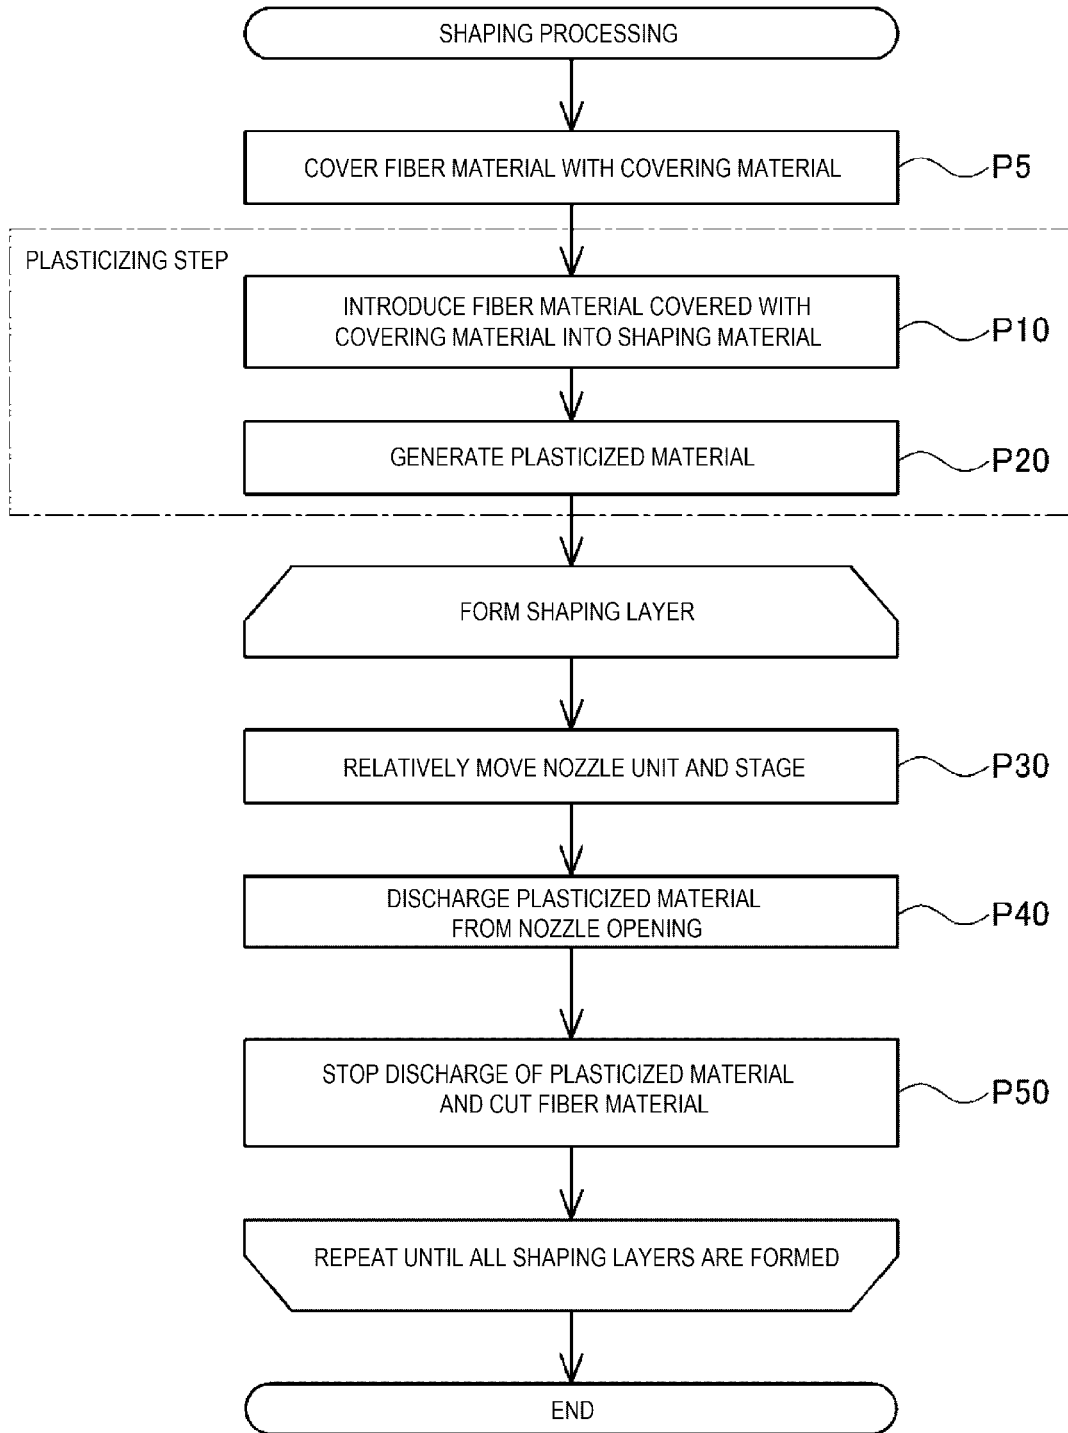 SHAPING PROCESSING
COVER FIBER MATERIAL WITH COVERING MATERIAL
P5
PLASTICIZING STEP
INTRODUCE FIBER MATERIAL COVERED WITH
COVERING MATERIAL INTO SHAPING MATERIAL
P10
GENERATE PLASTICIZED MATERIAL
P20
FORM SHAPING LAYER
RELATIVELY MOVE NOZZLE UNIT AND STAGE
P30
DISCHARGE PLASTICIZED MATERIAL
FROM NOZZLE OPENING
P40
STOP DISCHARGE OF PLASTICIZED MATERIAL
AND CUT FIBER MATERIAL
P50
REPEAT UNTIL ALL SHAPING LAYERS ARE FORMED
END